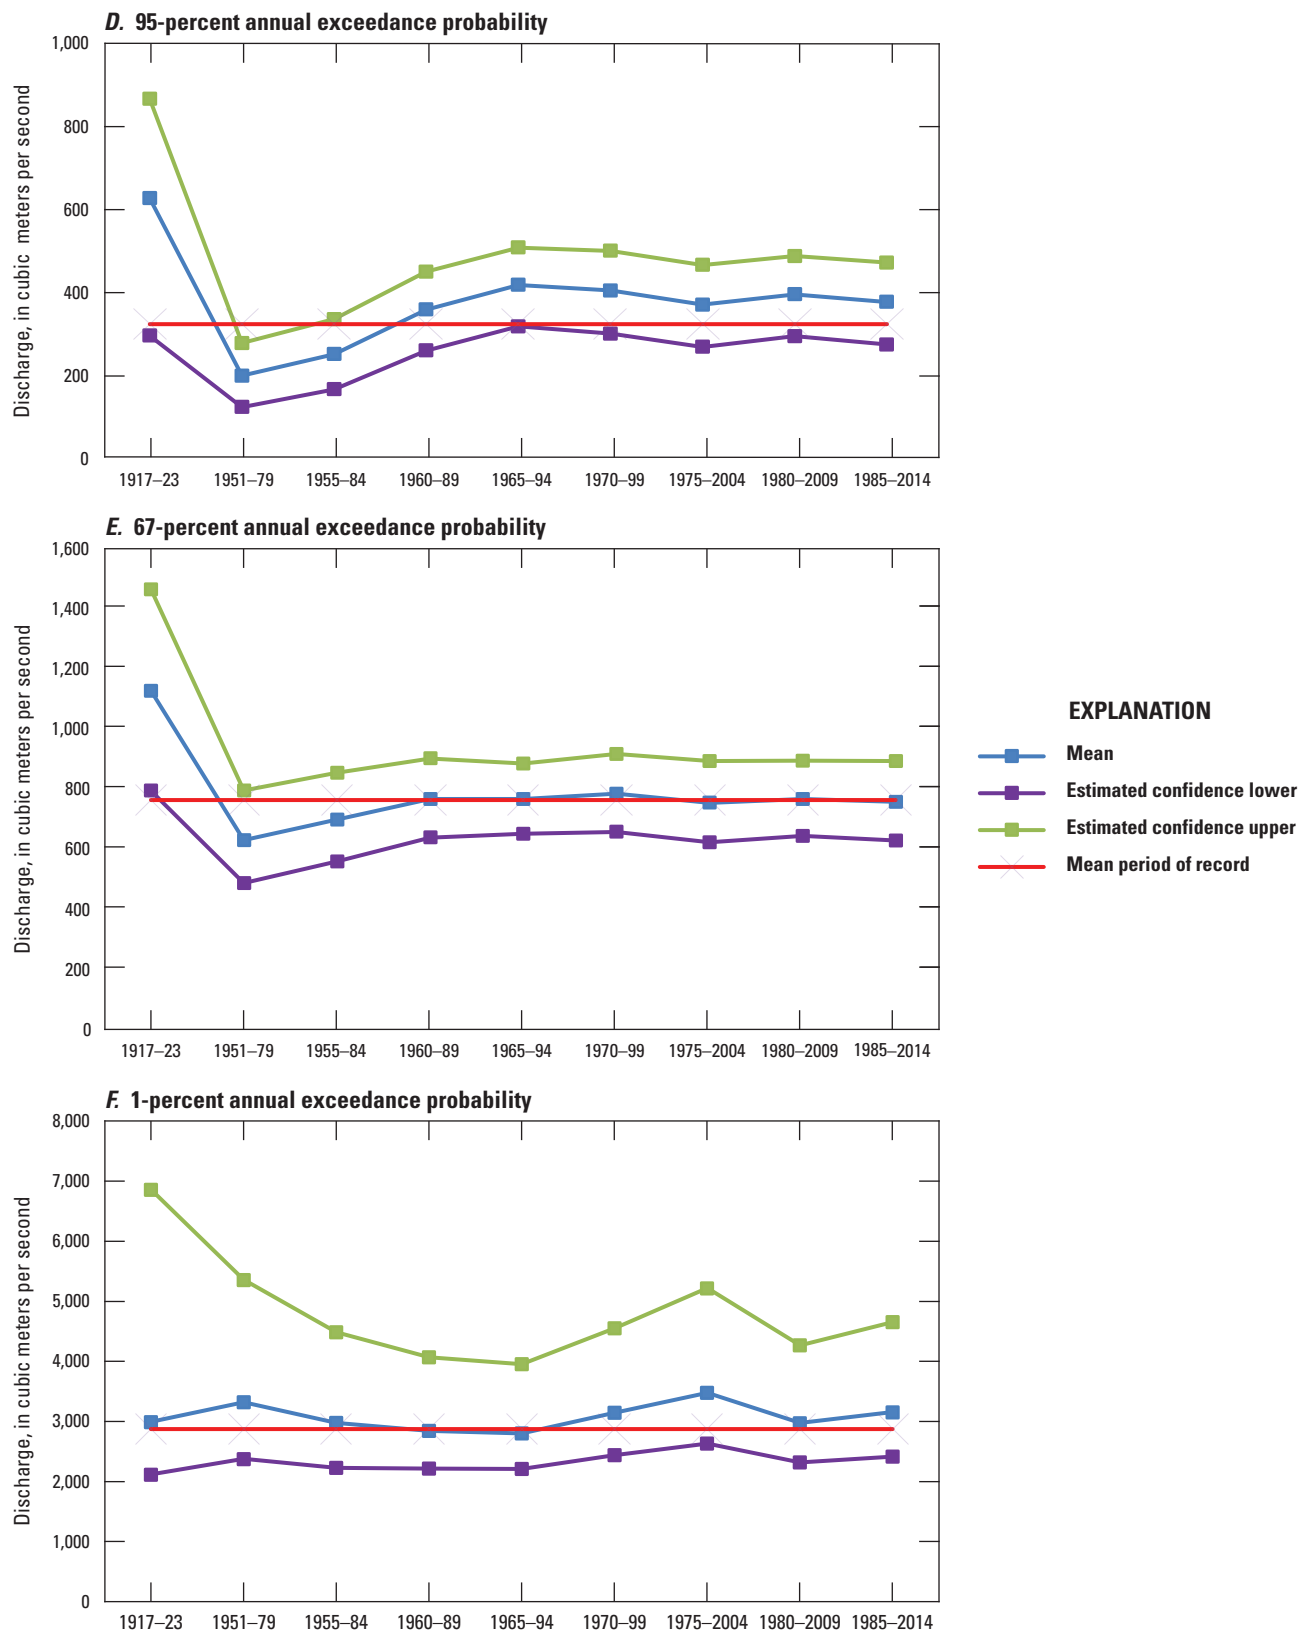 D. 95-percent annual exceedance probability
1,000
800
600
400
200
0
Discharge, in cubic meters per second
1917–23 1951–79 1955–84 1960–89 1965–94 1970–99 1975–2004 1980–2009 1985–2014
E. 67-percent annual exceedance probability
1,600
1,400
1,200
1,000
800
600
400
200
0
Discharge, in cubic meters per second
1917–23 1951–79 1955–84 1960–89 1965–94 1970–99 1975–2004 1980–2009 1985–2014
EXPLANATION
Mean
Estimated confidence lower
Estimated confidence upper
Mean period of record
F. 1-percent annual exceedance probability
8,000
7,000
6,000
5,000
4,000
3,000
2,000
1,000
0
Discharge, in cubic meters per second
1917–23 1951–79 1955–84 1960–89 1965–94 1970–99 1975–2004 1980–2009 1985–2014